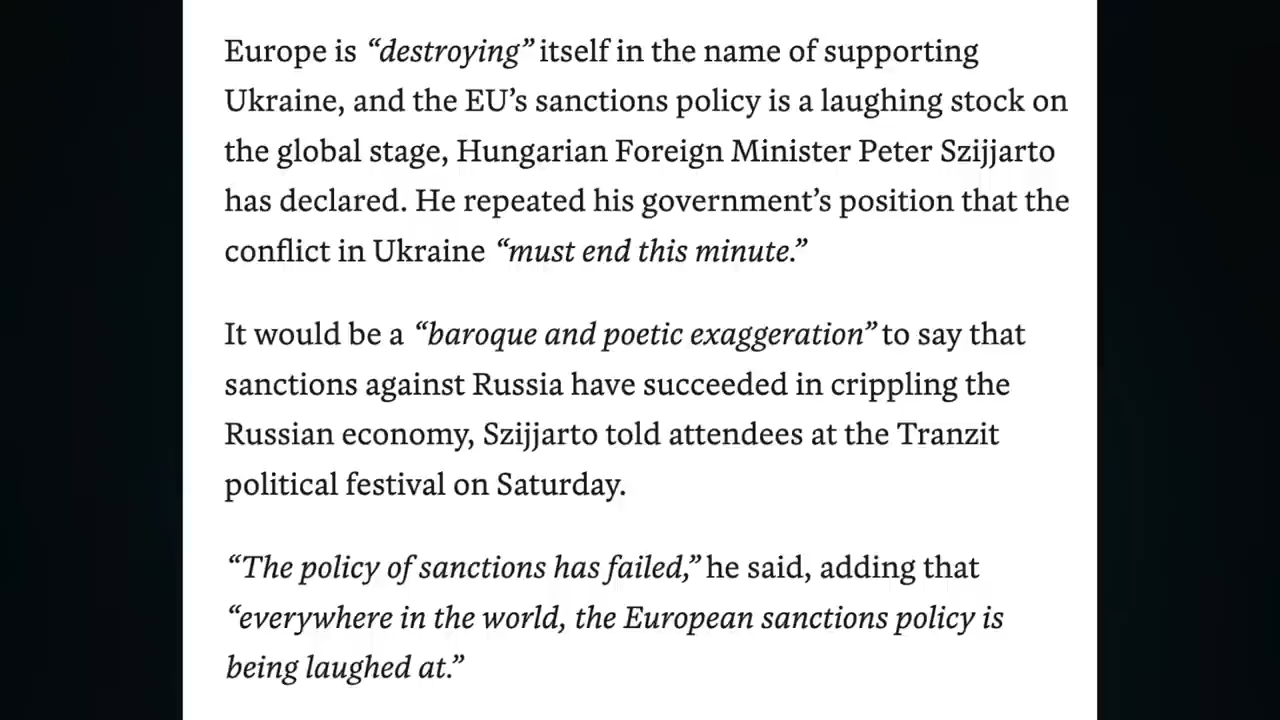 Europe is “destroying” itself in the name of supporting
Ukraine, and the EU’s sanctions policy is a laughing stock on
the global stage, Hungarian Foreign Minister Peter Szijjarto
has declared. He repeated his government’s position that the
conflict in Ukraine “must end this minute.”
It would be a “baroque and poetic exaggeration” to say that
sanctions against Russia have succeeded in crippling the
Russian economy, Szijjarto told attendees at the Tranzit
political festival on Saturday.
“The policy of sanctions has failed,” he said, adding that
“everywhere in the world, the European sanctions policy is
being laughed at.”